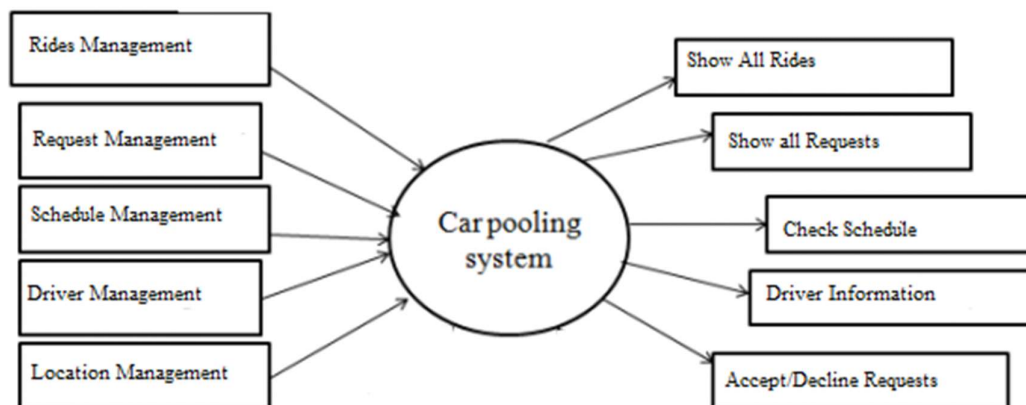 Rides Management
Request Management
Schedule Management
Driver Management
Location Management
Car pooling
system
Show All Rides
Show all Requests
Check Schedule
Driver Information
Accept/Decline Requests